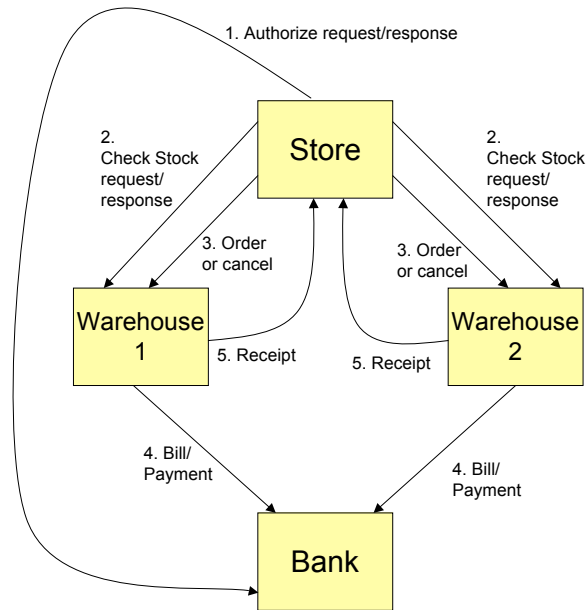 1. Authorize request/response
2.
Check Stock
request/
response
Store
2.
Check Stock
request/
response
3. Order
or cancel
3. Order
or cancel
Warehouse
1
5. Receipt
5. Receipt
Warehouse
2
4. Bill/
Payment
4. Bill/
Payment
Bank